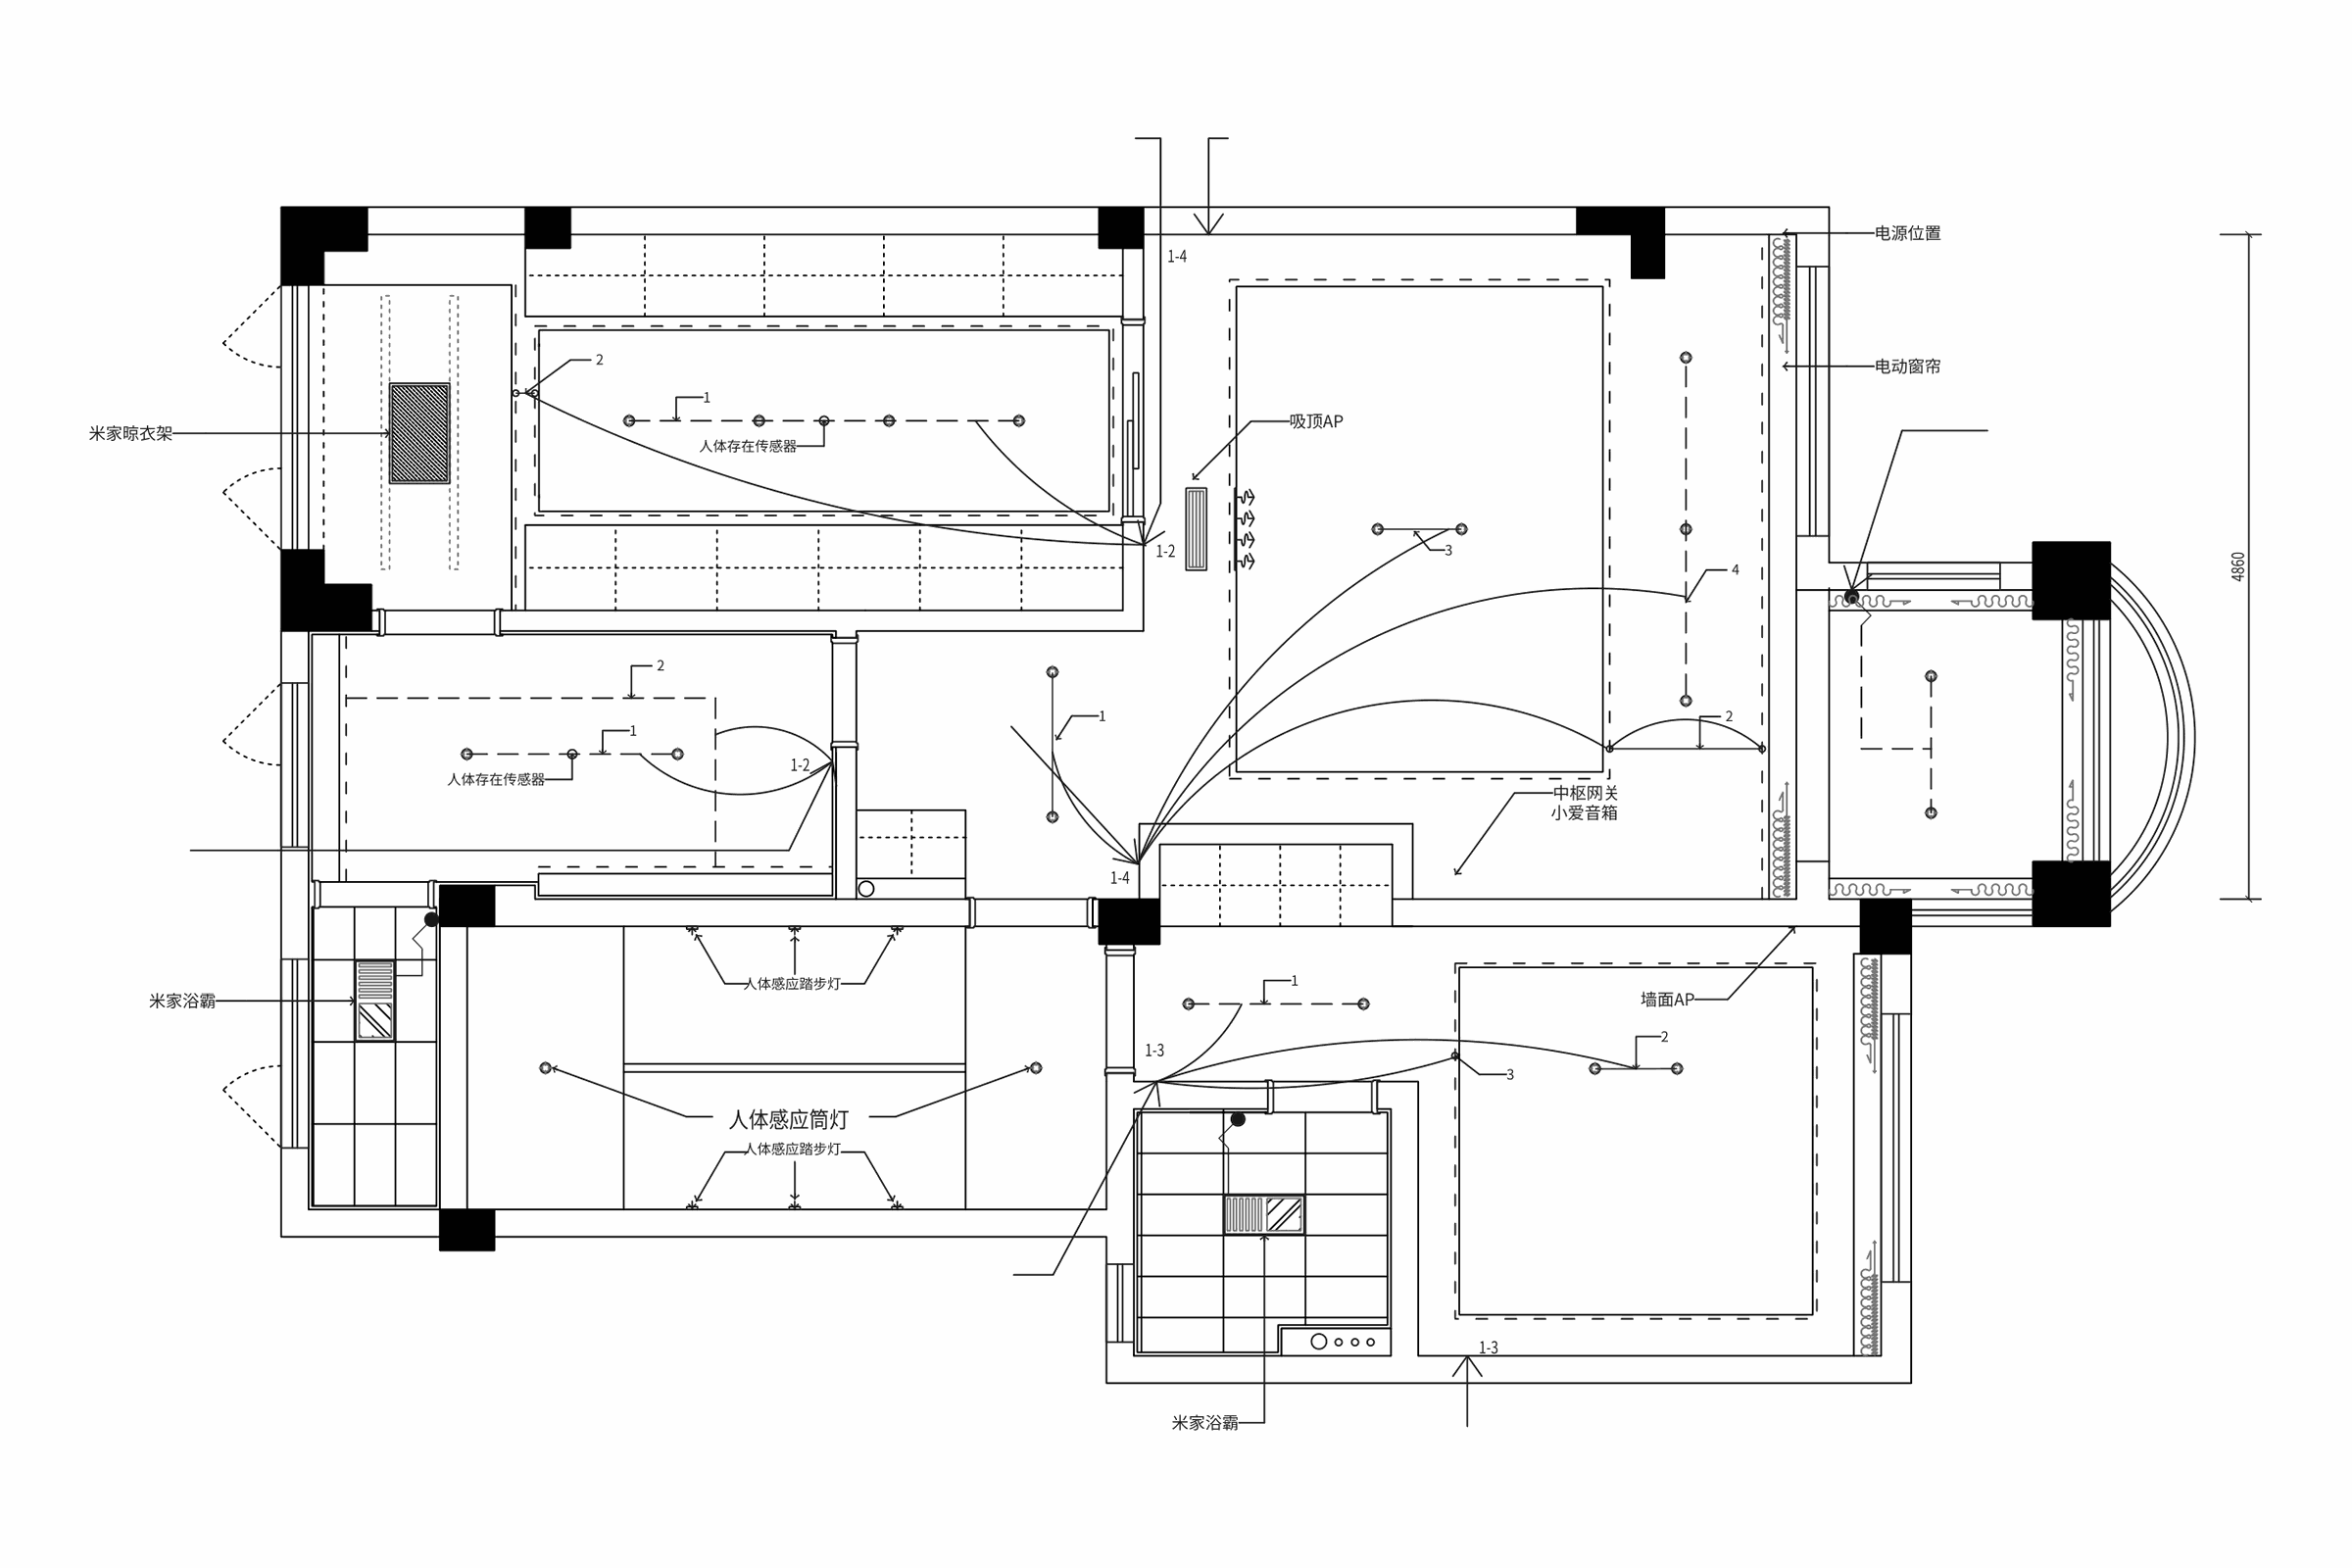 电源位置
1-4
2
电动窗帘
1
吸顶AP
米家晾衣架
人体存在传感器
1-2
3
4860
4
2
1
2
1
1-2
人体存在传感器
中枢网关
小爱音箱
1-4
人体感应踏步灯
1
墙面AP
米家浴霸
2
1-3
3
人体感应筒灯
人体感应踏步灯
1-3
米家浴霸